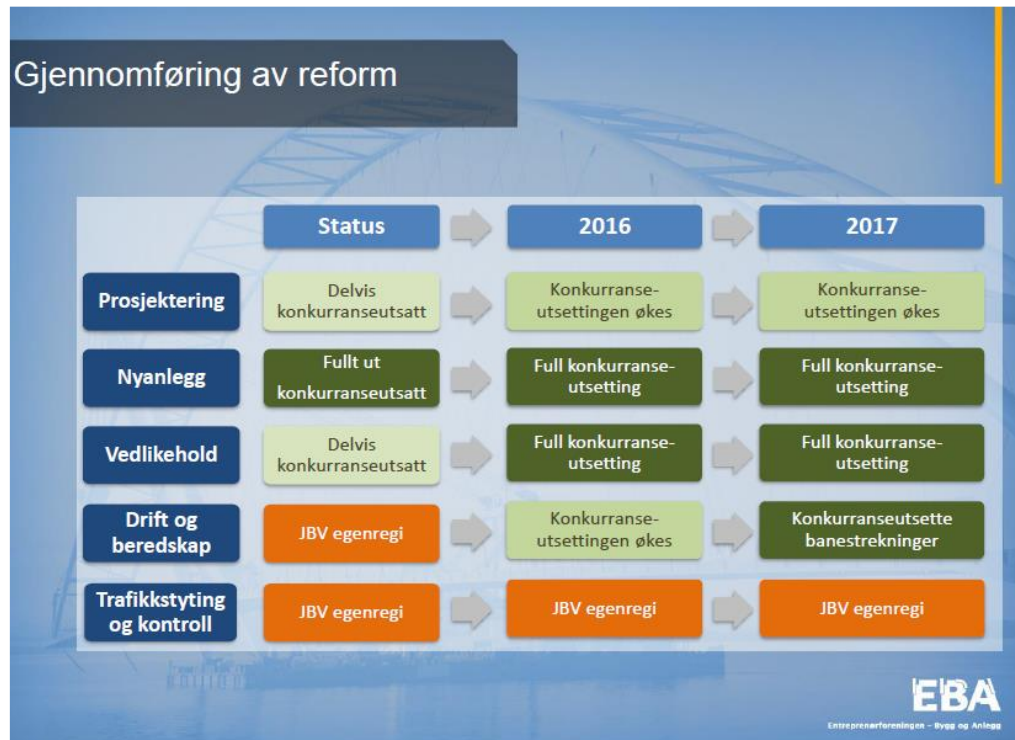 Gjennomføring av reform
Status
2016
2017
Prosjektering
Delvis
konkurranseutsatt
Konkurranse-
utsettingen økes
Konkurranse-
utsettingen økes
Nyanlegg
Fullt ut
konkurranseutsatt
Full konkurranse-
utsetting
Full konkurranse-
utsetting
Vedlikehold
Delvis
konkurranseutsatt
Full konkurranse-
utsetting
Full konkurranse-
utsetting
Drift og
beredskap
JBV egenregi
Konkurranse-
utsettingen økes
Konkurranseutsette
banestrekninger
Trafikkstyting
og kontroll
JBV egenregi
JBV egenregi
JBV egenregi
EBA
Entreprenørforeningen – Bygg og Anlegg